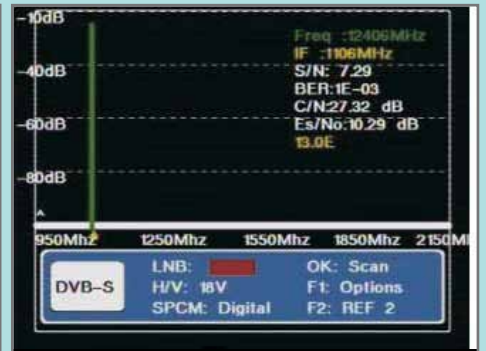 -10dB
Freq :12406MHz
IF :1106MHz
-40dB
S/N: 7.29
BER:1E-03
C/N:27.32 dB
-60dB
Es/No:10.29 dB
13.0E
-80dB
950Mhz 1250Mhz 1550Mhz 1850Mhz 2150M
DVB-S
LNB:
OK: Scan
H/V: 18V
F1: Options
SPCM: Digital
F2: REF 2